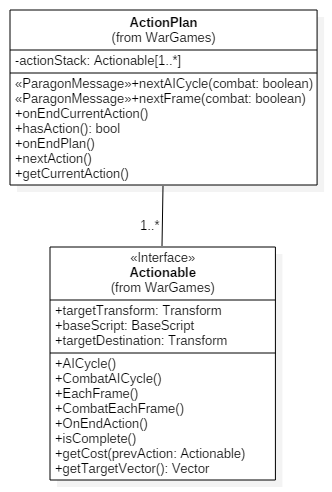 ActionPlan
(from WarGames)
-actionStack: Actionable[1..*]
«ParagonMessage»+nextAICycle(combat: boolean)
«ParagonMessage»+nextFrame(combat: boolean)
+onEndCurrentAction()
+hasAction(): bool
+onEndPlan()
+nextAction()
+getCurrentAction()
1..*
«Interface»
Actionable
(from WarGames)
+targetTransform: Transform
+baseScript: BaseScript
+targetDestination: Transform
+AICycle()
+CombatAICycle()
+EachFrame()
+CombatEachFrame()
+OnEndAction()
+isComplete()
+getCost(prevAction: Actionable)
+getTargetVector(): Vector